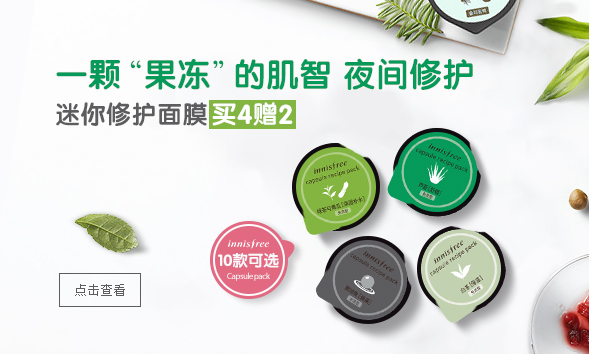 一颗“果冻”的肌智 夜间修护
迷你修护面膜 买4赠2
innisfree
capsule recipe pack
innisfree
capsule recipe pack
innisfree
10款可选
Capsule pack
innisfree
capsule recipe pack
innisfree
capsule recipe pack
点击查看